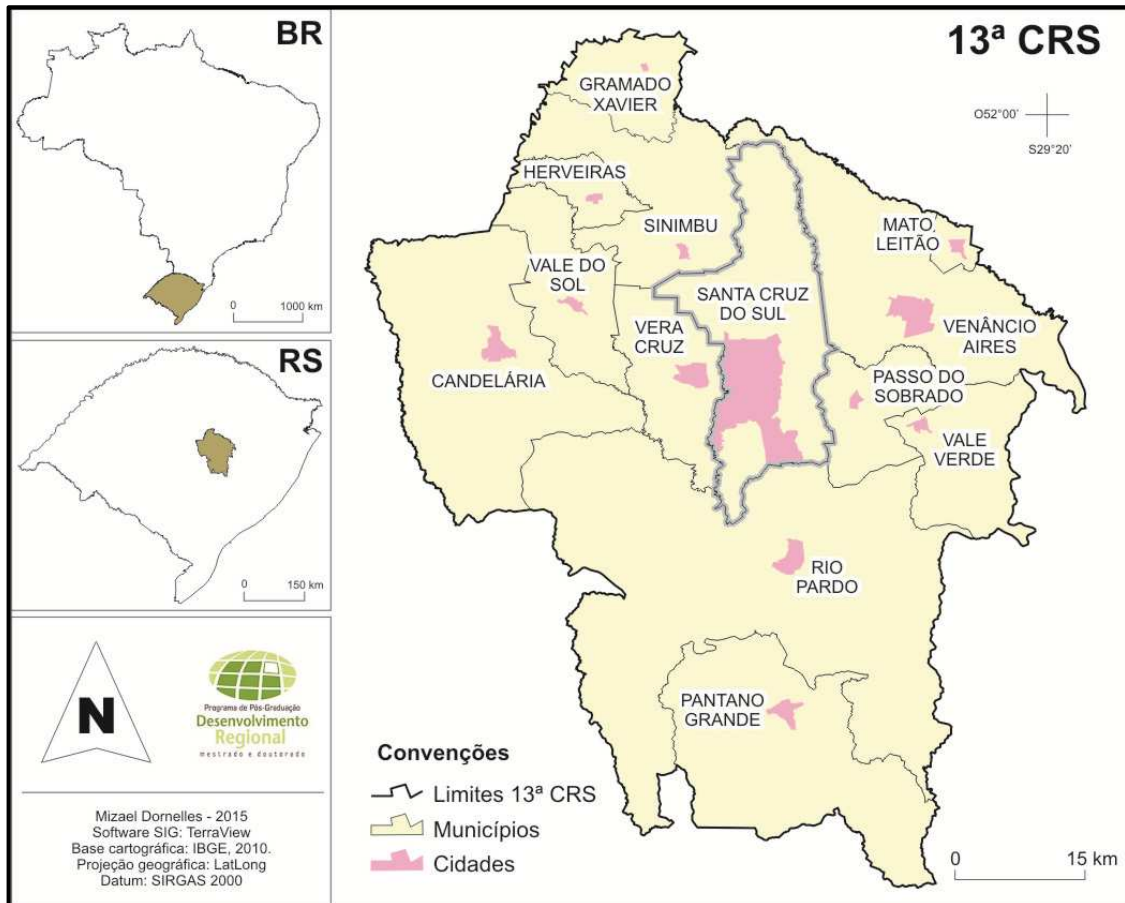 BR
0
1000 km
RS
0
150 km
N
Programa de Pós-Graduação
Desenvolvimento
Regional
mestrado e doutorado
Mizael Dornelles - 2015
Software SIG: TerraView
Base cartográfica: IBGE, 2010.
Projeção geográfica: LatLong
Datum: SIRGAS 2000
13ª CRS
O52°00'
S29°20'
GRAMADO
XAVIER
HERVEIRAS
SINIMBU
MATO
LEITÃO
VALE DO
SOL
SANTA CRUZ
DO SUL
VERA
CRUZ
VENÂNCIO
AIRES
CANDELÁRIA
PASSO DO
SOBRADO
VALE
VERDE
RIO
PARDO
PANTANO
GRANDE
Convenções
Limites 13ª CRS
Municípios
Cidades
0
15 km